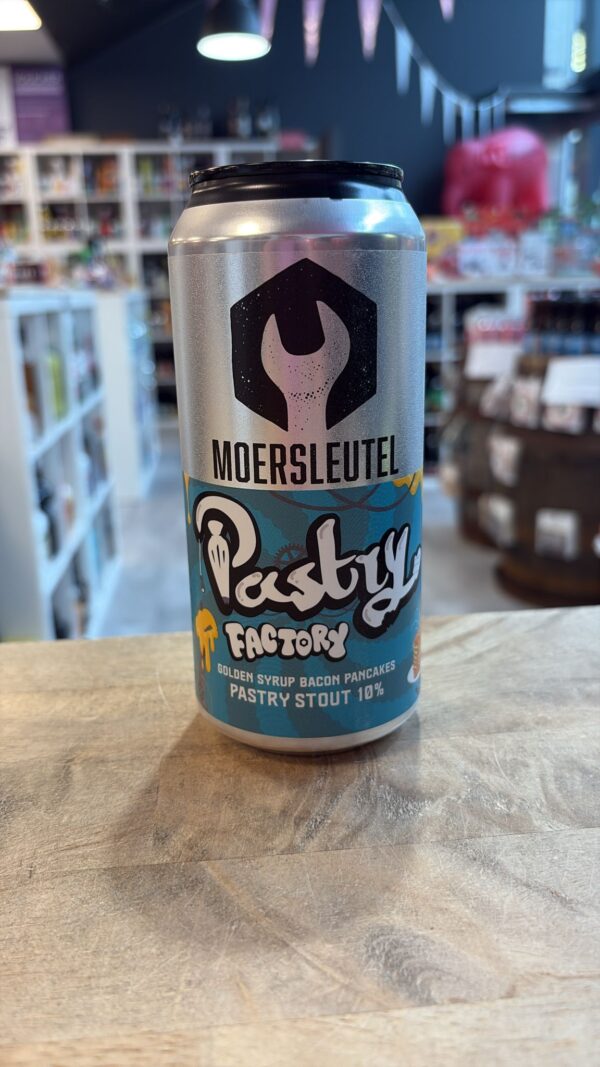 MOERSLEUTEL
Pastry
FACTORY
GOLDEN SYRUP BACON PANCAKES
PASTRY STOUT 10%